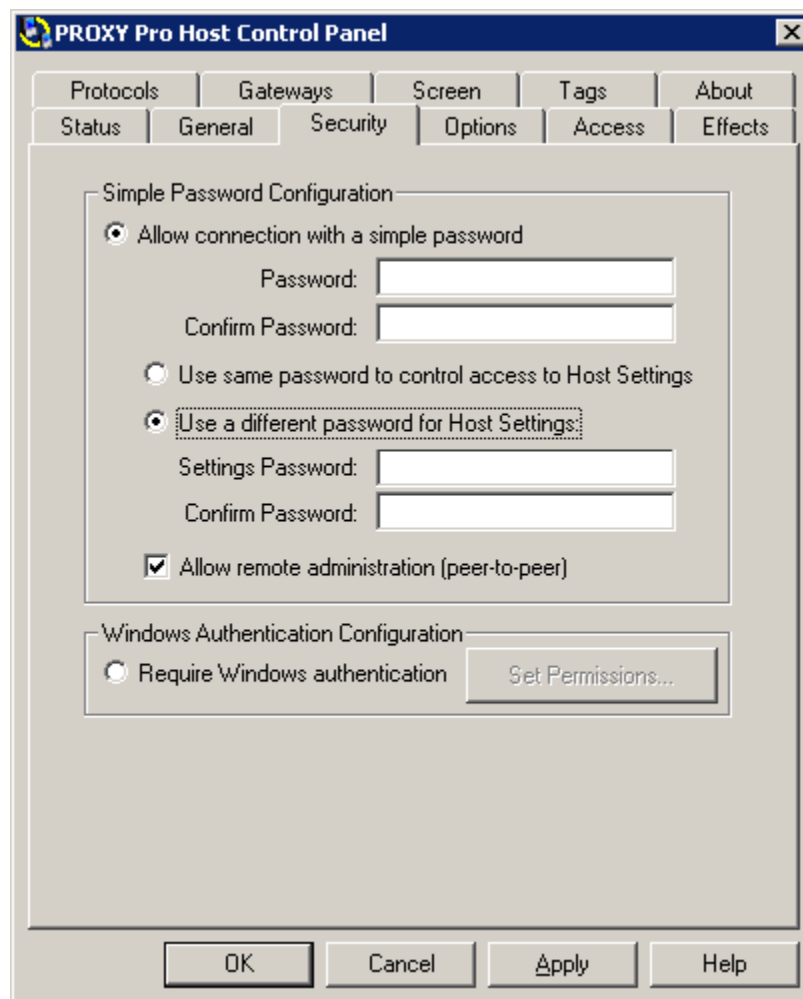 PROXY Pro Host Control Panel
Protocols Gateways Screen Tags About
Status General Security Options Access Effects
Simple Password Configuration
Allow connection with a simple password
Password:
Confirm Password:
Use same password to control access to Host Settings
Use a different password for Host Settings:
Settings Password:
Confirm Password:
Allow remote administration (peer-to-peer)
Windows Authentication Configuration
Require Windows authentication Set Permissions...
OK Cancel Apply Help